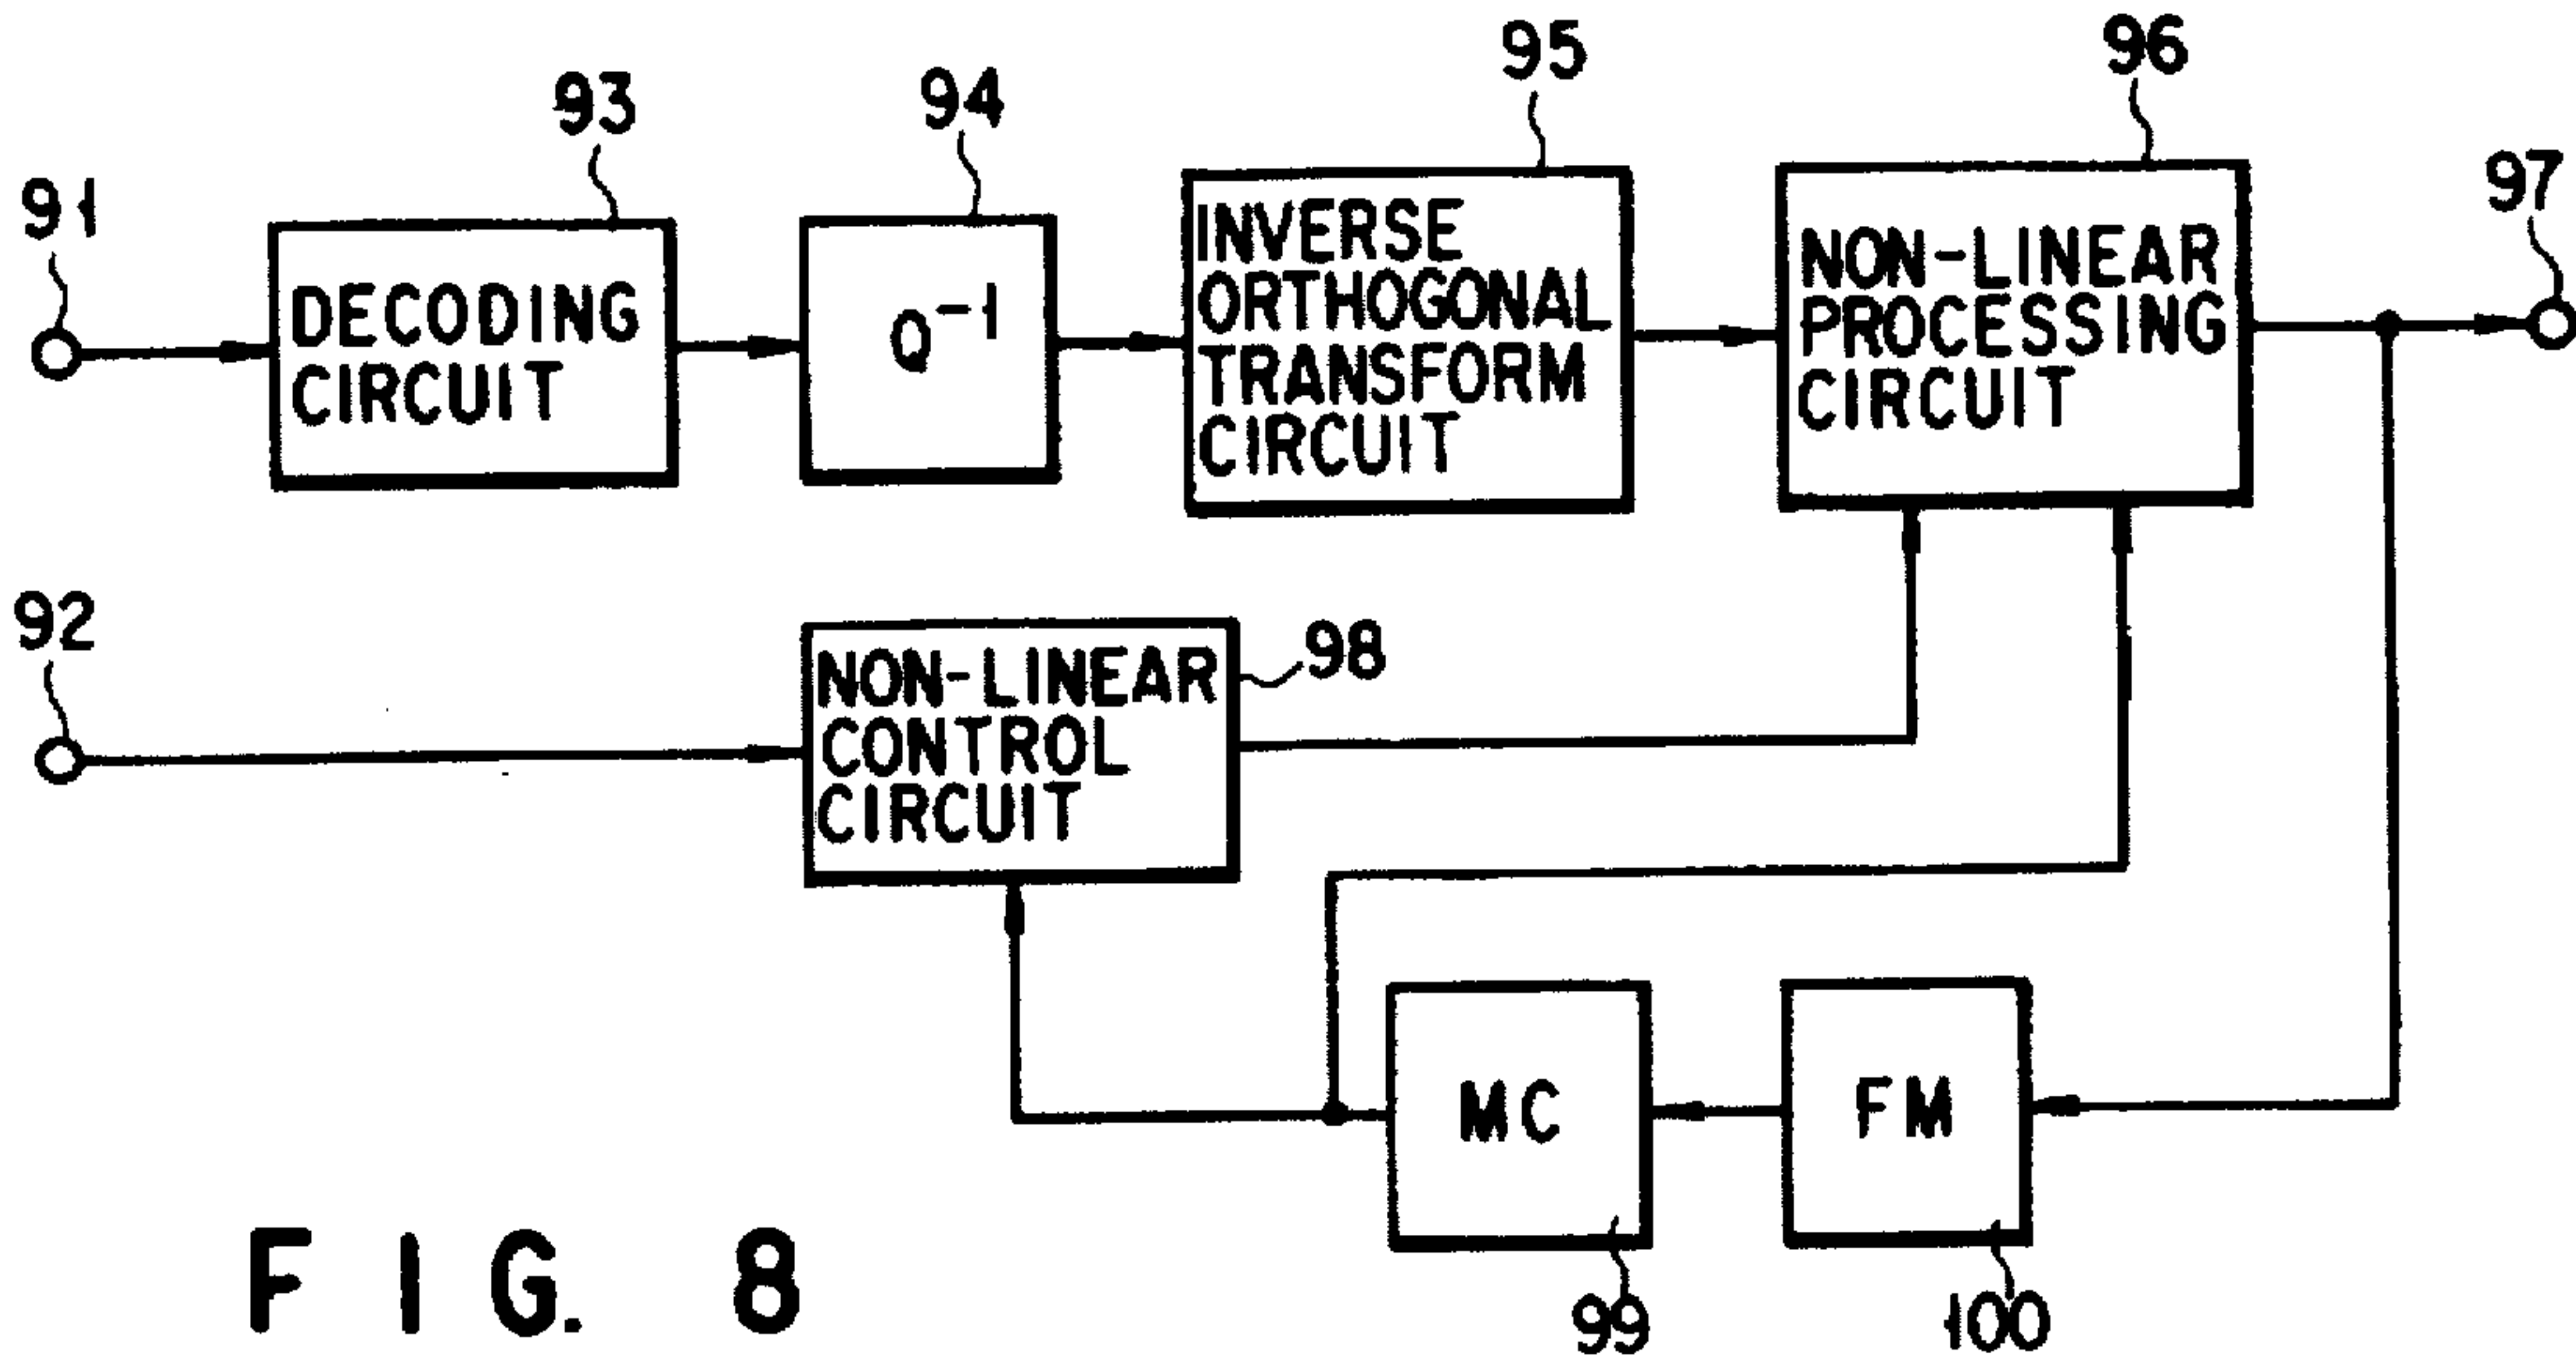 91
93
DECODING
CIRCUIT
94
Q⁻¹
95
INVERSE
ORTHOGONAL
TRANSFORM
CIRCUIT
96
NON-LINEAR
PROCESSING
CIRCUIT
97
92
NON-LINEAR
CONTROL
CIRCUIT
98
MC
99
FM
100
FIG. 8